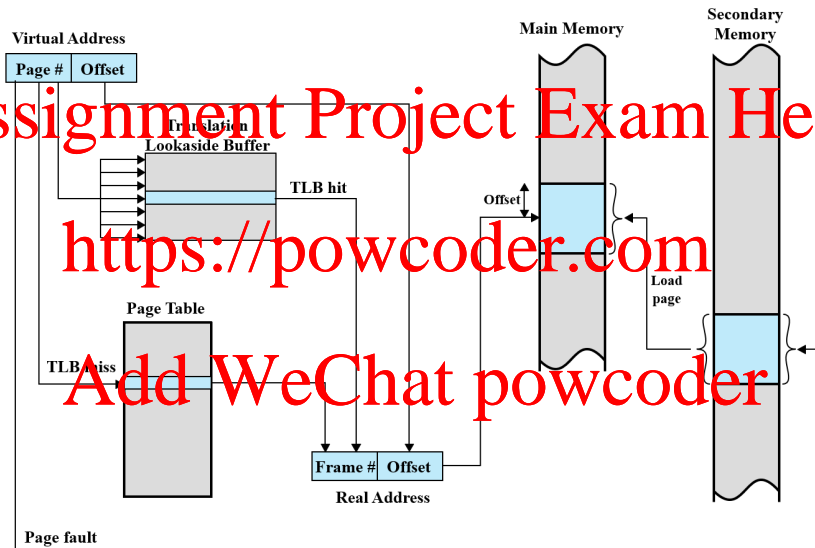 Secondary
Memory
Main Memory
Virtual Address
Page # Offset
ssignment Project Exam He
Translation
Lookaside Buffer
TLB hit
Offset
https://powcoder.com
Load
page
Page Table
TLB miss
Add WeChat powcoder
Frame # Offset
Real Address
Page fault